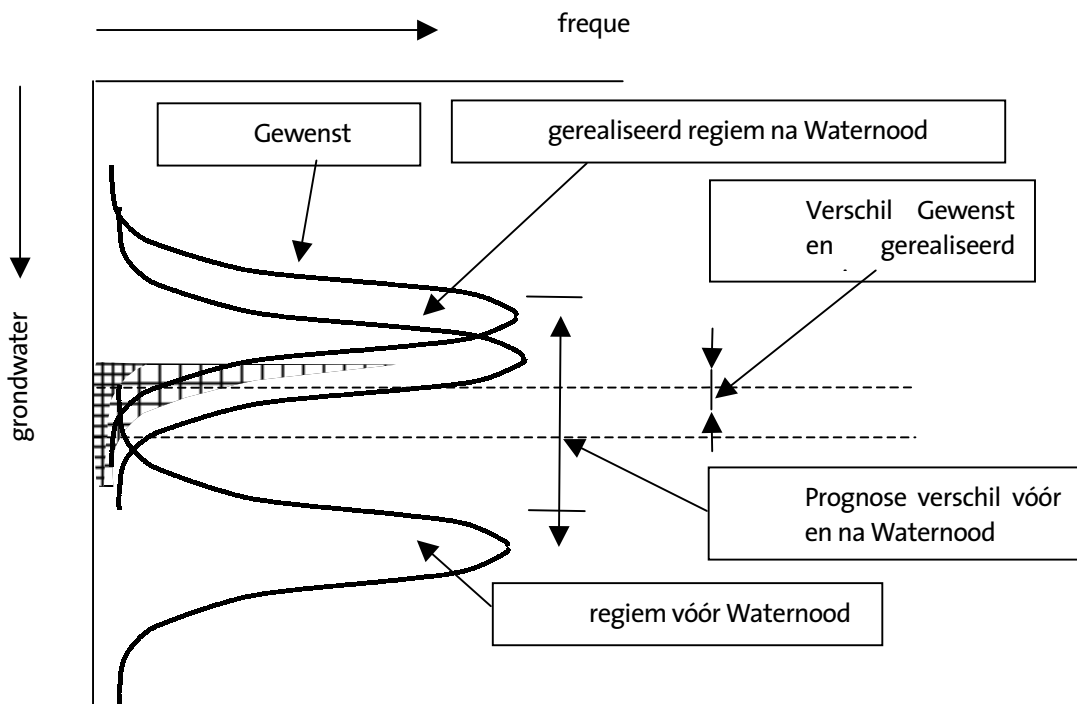 freque
Gewenst
gerealiseerd regiem na Waternood
Verschil Gewenst
en gerealiseerd
grondwater
Prognose verschil vóór
en na Waternood
regiem vóór Waternood